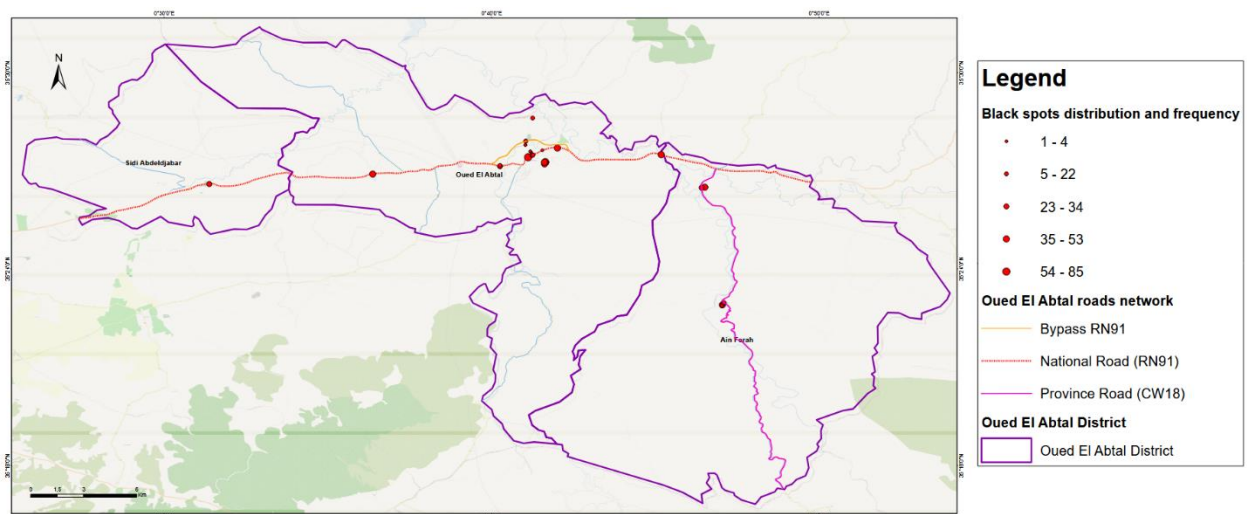 0°30'0"E 0°40'0"E 0°50'0"E
N
Sidi Abdeldjabar
Oued El Abtal
Ain Farah
0 1.5 3 6
Km
Legend
Black spots distribution and frequency
1 - 4
5 - 22
23 - 34
35 - 53
54 - 85
Oued El Abtal roads network
Bypass RN91
National Road (RN91)
Province Road (CW18)
Oued El Abtal District
Oued El Abtal District